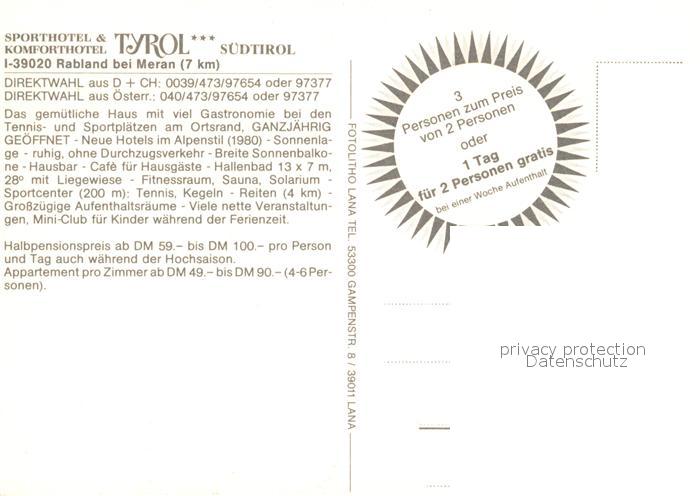 SPORTHOTEL &
KOMFORTHOTEL TYROL *** SÜDTIROL
I-39020 Rabland bei Meran (7 km)
DIREKTWAHL aus D + CH: 0039/473/97654 oder 97377
DIREKTWAHL aus Österr.: 040/473/97654 oder 97377
Das gemütliche Haus mit viel Gastronomie bei den
Tennis- und Sportplätzen am Ortsrand, GANZJÄHRIG
GEÖFFNET - Neue Hotels im Alpenstil (1980) - Sonnenla-
ge - ruhig, ohne Durchzugsverkehr - Breite Sonnenbalko-
ne - Hausbar - Café für Hausgäste - Hallenbad 13 x 7 m,
28º mit Liegewiese - Fitnessraum, Sauna, Solarium -
Sportcenter (200 m): Tennis, Kegeln - Reiten (4 km) -
Großzügige Aufenthaltsräume - Viele nette Veranstaltun-
gen, Mini-Club für Kinder während der Ferienzeit.
Halbpensionspreis ab DM 59.– bis DM 100.– pro Person
und Tag auch während der Hochsaison.
Appartement pro Zimmer ab DM 49.– bis DM 90.– (4-6 Per-
sonen).
FOTOLITHO LANA TEL. 53300 GAMPENSTR. 8 / 39011 LANA
3
Personen zum Preis
von 2 Personen
oder
1 Tag
für 2 Personen gratis
bei einer Woche Aufenthalt
privacy protection
Datenschutz